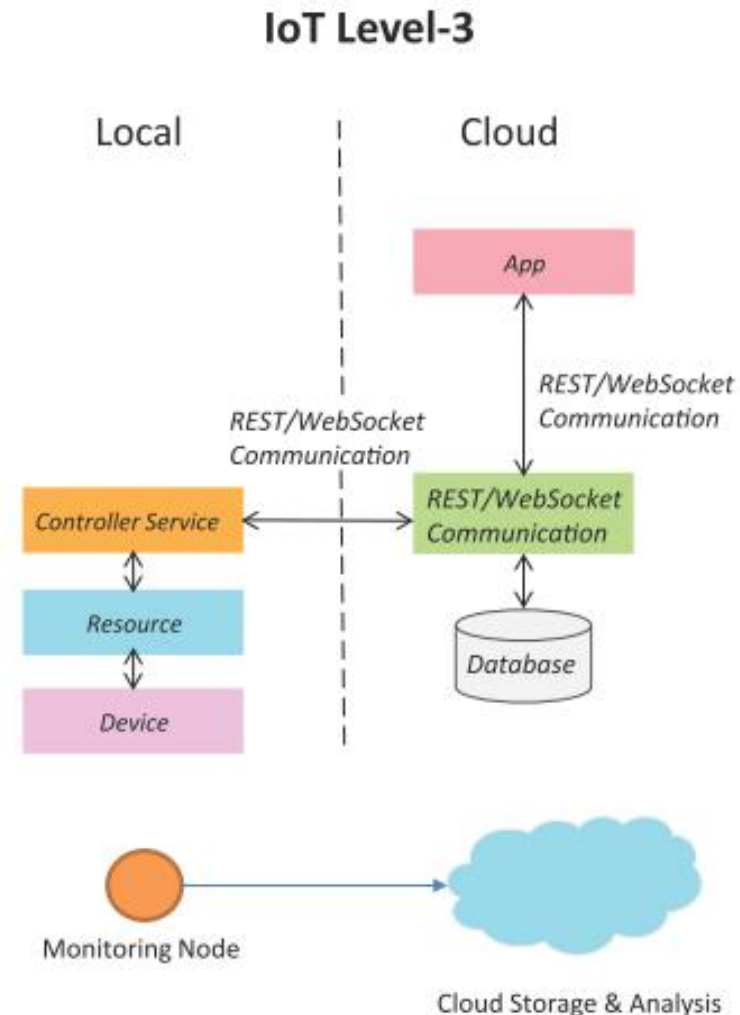 IoT Level-3
Local
Cloud
App
REST/WebSocket
Communication
REST/WebSocket
Communication
Controller Service
REST/WebSocket
Communication
Resource
Database
Device
Monitoring Node
Cloud Storage & Analysis